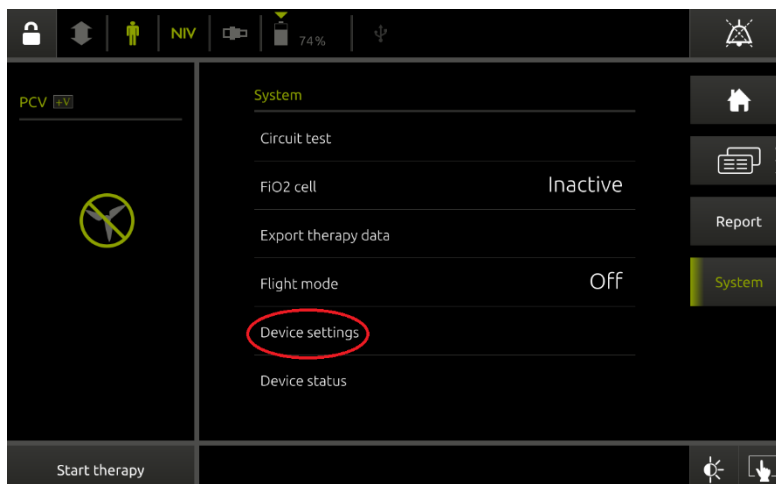 NIV
74%
PCV +V
System
Circuit test
FiO2 cell Inactive
Export therapy data
Flight mode Off
Device settings
Device status
Report
System
Start therapy